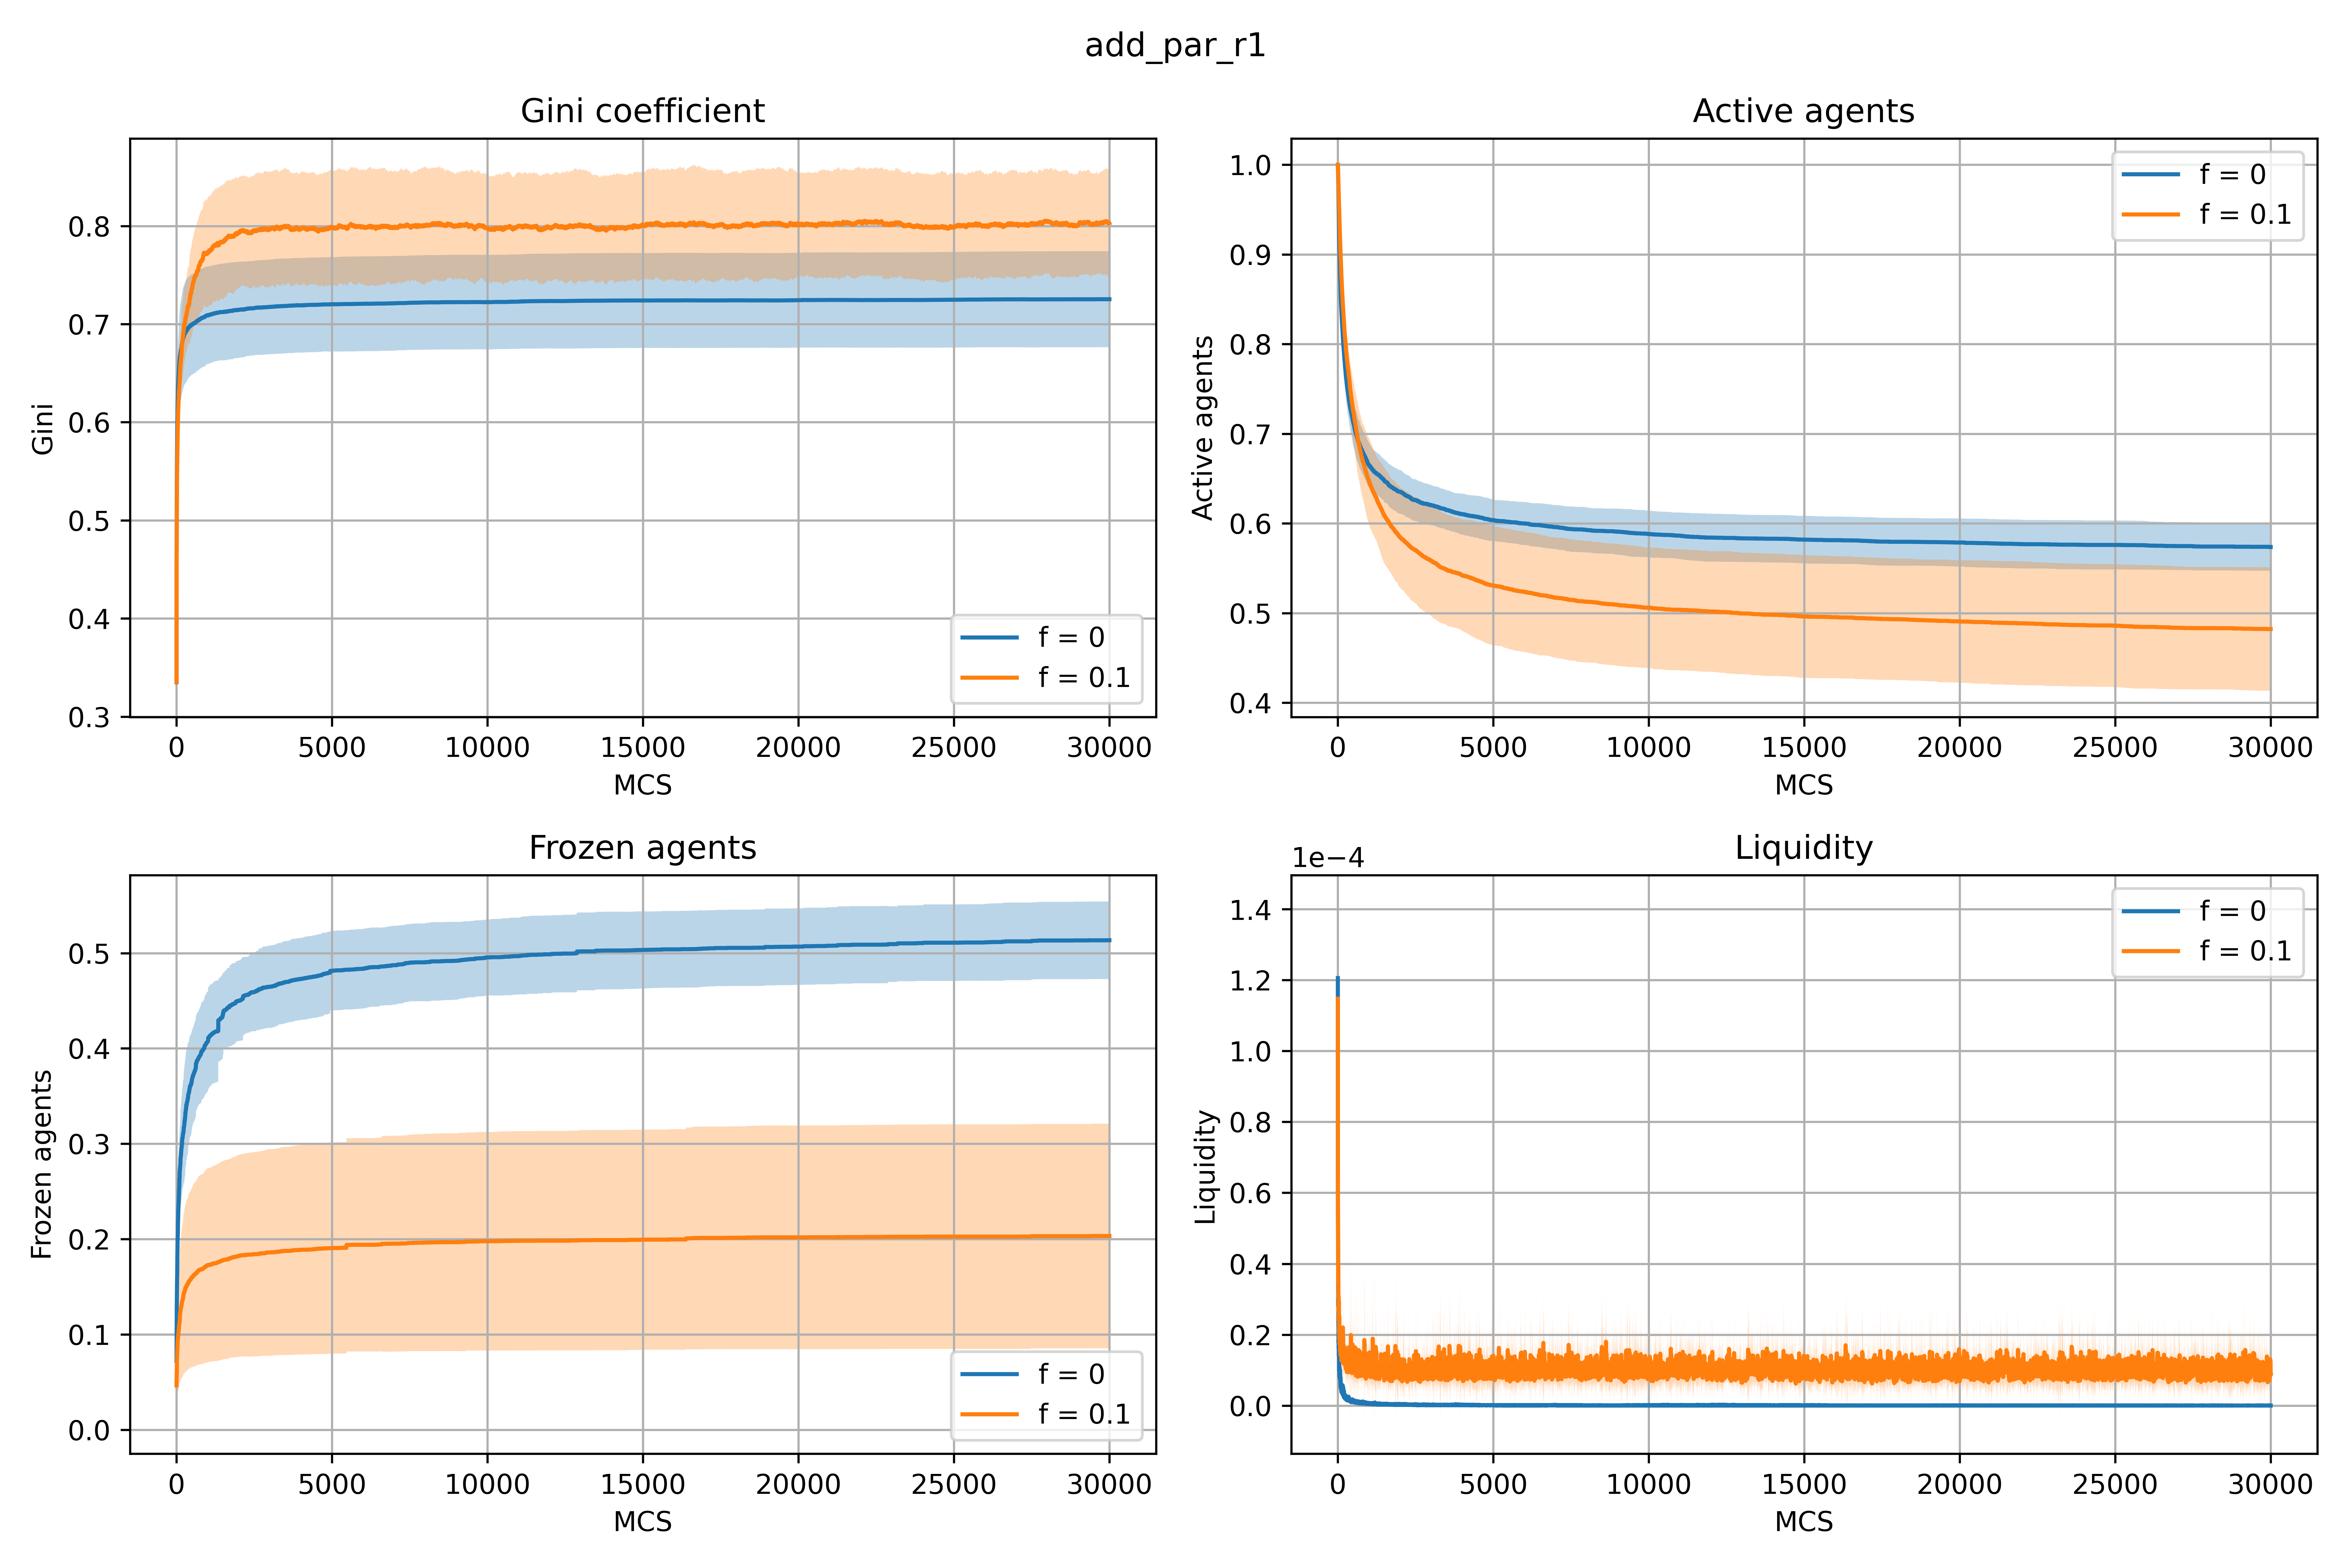 add_par_r1
Gini coefficient
Gini
0.8
0.7
0.6
0.5
0.4
0.3
f = 0
f = 0.1
0 5000 10000 15000 20000 25000 30000
MCS
Active agents
Active agents
1.0
0.9
0.8
0.7
0.6
0.5
0.4
f = 0
f = 0.1
0 5000 10000 15000 20000 25000 30000
MCS
Frozen agents
Frozen agents
0.5
0.4
0.3
0.2
0.1
0.0
f = 0
f = 0.1
0 5000 10000 15000 20000 25000 30000
MCS
Liquidity
1e−4
Liquidity
1.4
1.2
1.0
0.8
0.6
0.4
0.2
0.0
f = 0
f = 0.1
0 5000 10000 15000 20000 25000 30000
MCS